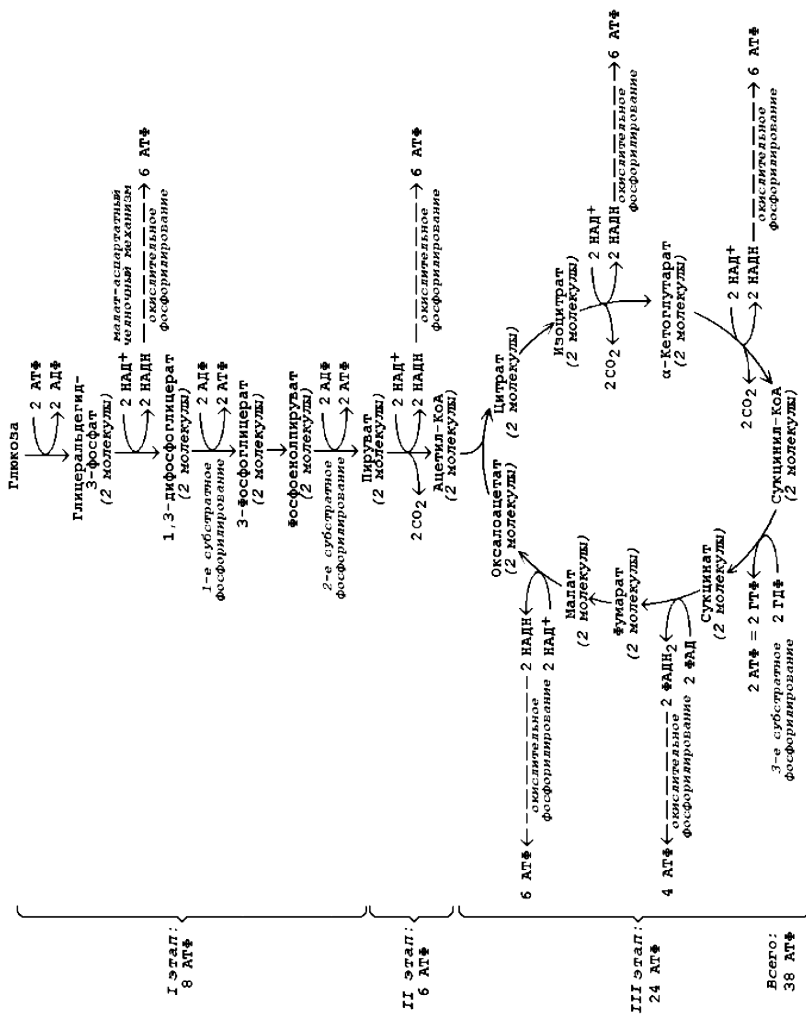 Глюкоза
2 АТФ
2 АДФ
Глицеральдегид-
3-фосфат
(2 молекулы)
2 НАД+
2 НАДН
малат-аспартатный
челночный механизм
окислительное
фосфорилирование
6 АТФ
1,3-дифосфоглицерат
(2 молекулы)
1-е субстратное
фосфорилирование
2 АДФ
2 АТФ
3-Фосфоглицерат
(2 молекулы)
Фосфоенолпируват
(2 молекулы)
2-е субстратное
фосфорилирование
2 АДФ
2 АТФ
Пируват
(2 молекулы)
2 НАД+
2 НАДН
окислительное
фосфорилирование
6 АТФ
2 CO2
Ацетил-КоА
(2 молекулы)
Оксалоацетат
(2 молекулы)
Цитрат
(2 молекулы)
Изоцитрат
(2 молекулы)
2 НАД+
2 НАДН
окислительное
фосфорилирование
6 АТФ
2 CO2
α-Кетоглутарат
(2 молекулы)
2 НАД+
2 НАДН
окислительное
фосфорилирование
6 АТФ
2 CO2
Сукцинил-КоА
(2 молекулы)
2 АТФ = 2 ГТФ
2 ГДФ
3-е субстратное
фосфорилирование
Сукцинат
(2 молекулы)
4 АТФ
2 ФАДН2
окислительное
фосфорилирование
2 ФАД
Фумарат
(2 молекулы)
Малат
(2 молекулы)
6 АТФ
2 НАДН
окислительное
фосфорилирование
2 НАД+
I этап:
8 АТФ
II этап:
6 АТФ
III этап:
24 АТФ
Всего:
38 АТФ